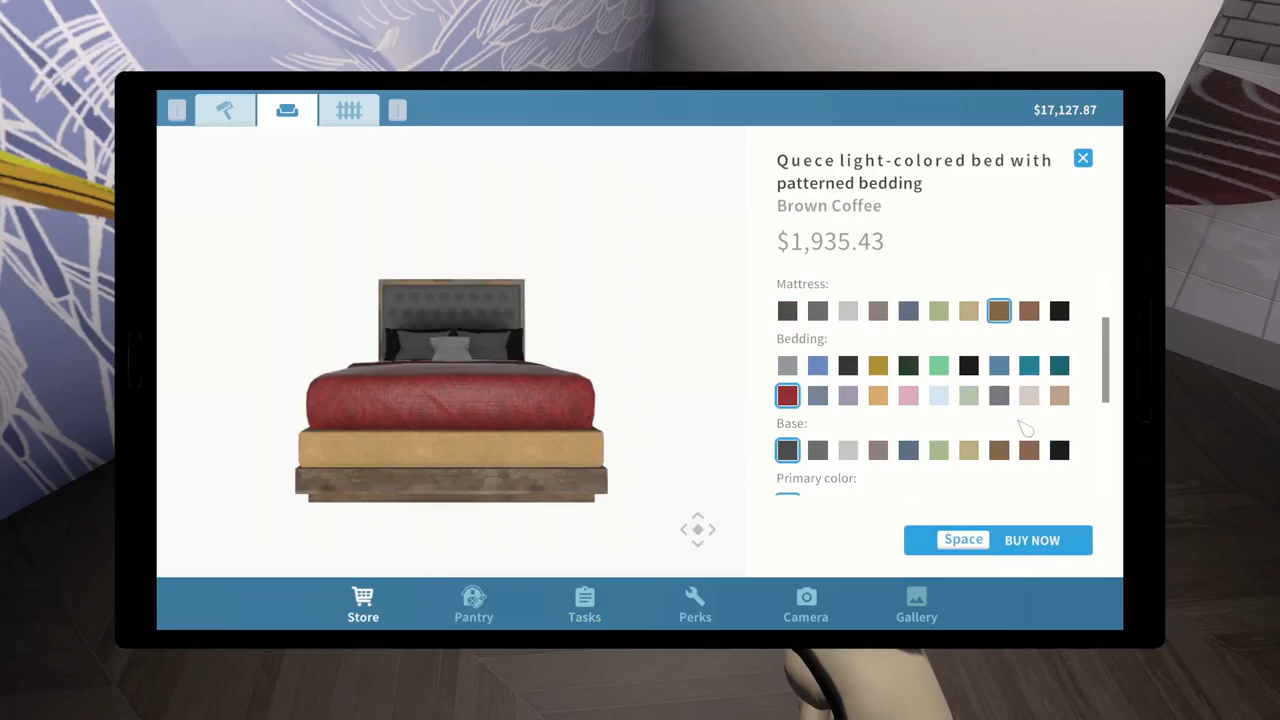 $17,127.87
Quece light-colored bed with
patterned bedding
Brown Coffee
$1,935.43
Mattress:
Bedding:
Base:
Primary color:
Space BUY NOW
Store Pantry Tasks Perks Camera Gallery